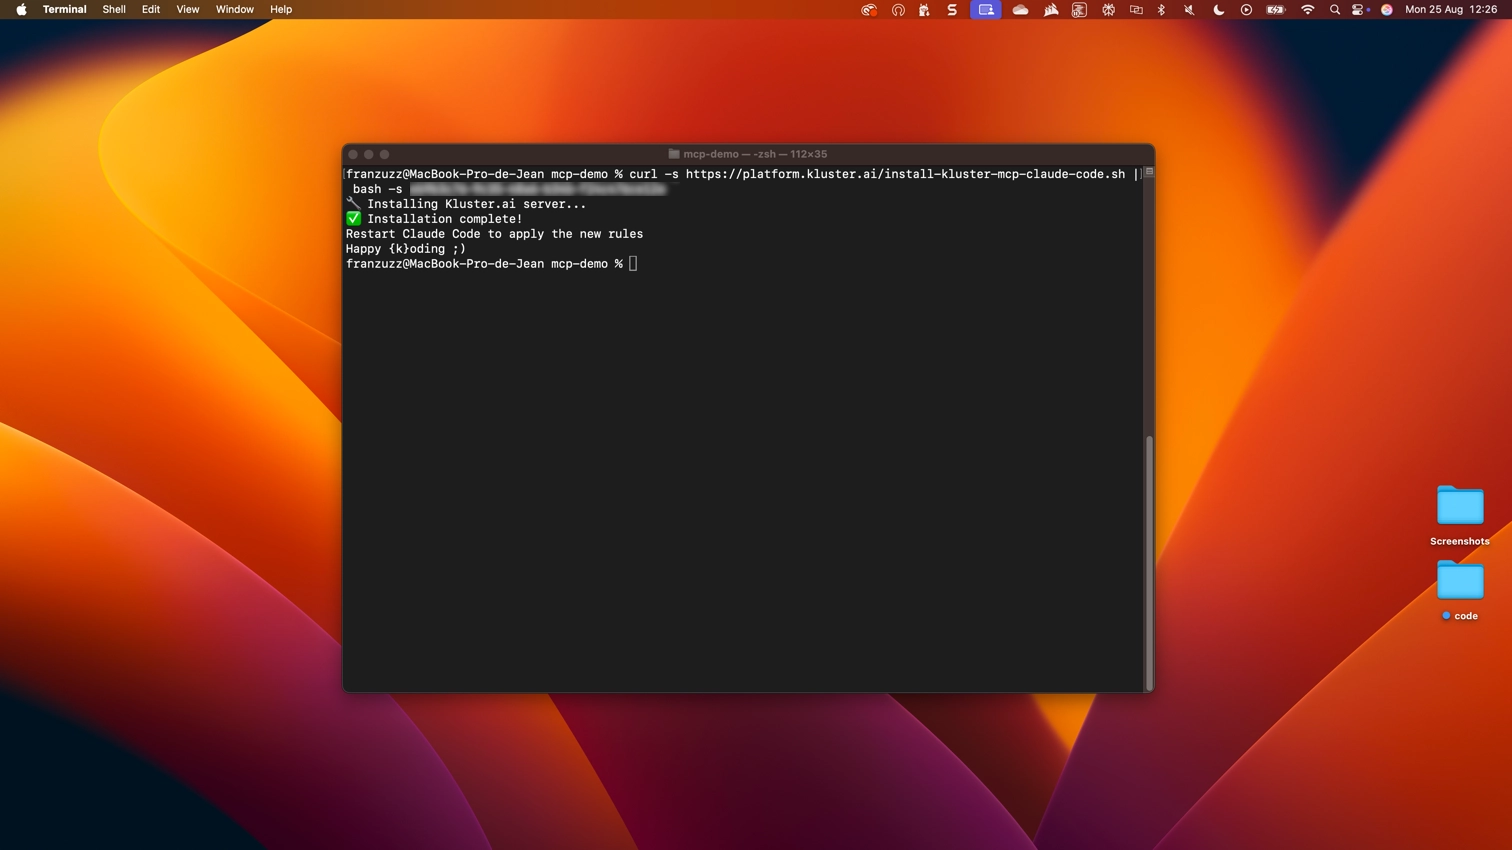 Terminal Shell Edit View Window Help Mon 25 Aug 12:26
mcp-demo — -zsh — 112×35
franzuzz@MacBook-Pro-de-Jean mcp-demo % curl -s https://platform.kluster.ai/install-kluster-mcp-claude-code.sh |
bash -s
🔧 Installing Kluster.ai server...
✅ Installation complete!
Restart Claude Code to apply the new rules
Happy {k}oding ;)
franzuzz@MacBook-Pro-de-Jean mcp-demo %
Screenshots
code